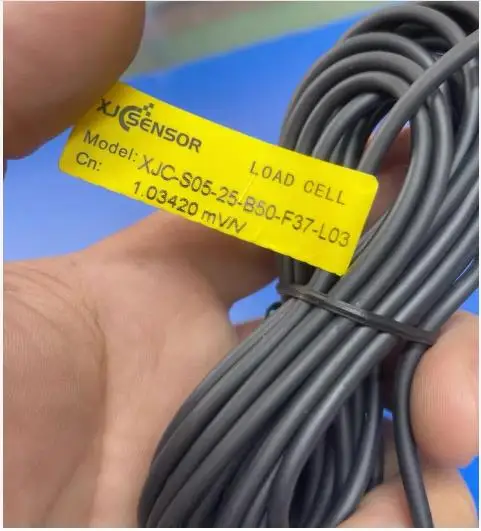 XJCSENSOR
LOAD CELL
Model: XJC-S05-25-B50-F37-L03
Cn: 1.03420 mV/V